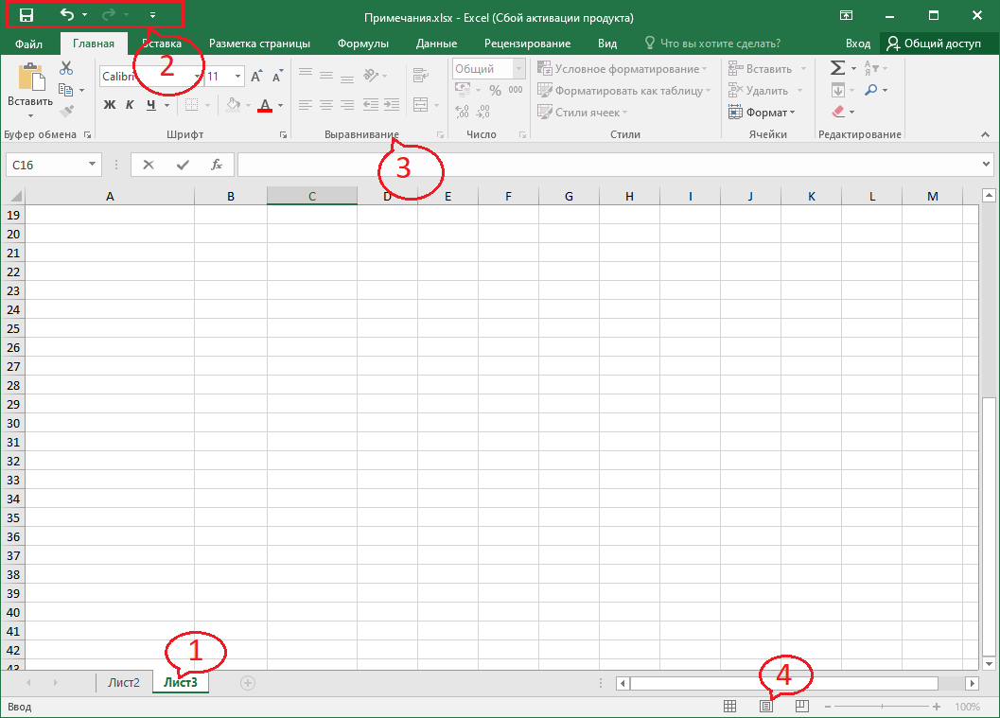 Примечания.xlsx - Excel (Сбой активации продукта)
Файл Главная Вставка Разметка страницы Формулы Данные Рецензирование Вид Что вы хотите сделать? Вход Общий доступ
2
Calibri 11 Общий Условное форматирование Вставить Σ
Вставить % 000 Форматировать как таблицу Удалить
Ж К Ч А Стили ячеек Формат
Буфер обмена Шрифт Выравнивание Число Стили Ячейки Редактирование
C16 fx
3
A B C D E F G H I J K L M
19
20
21
22
23
24
25
26
27
28
29
30
31
32
33
34
35
36
37
38
39
40
41
42
43
1
4
Лист2 Лист3
Ввод 100%